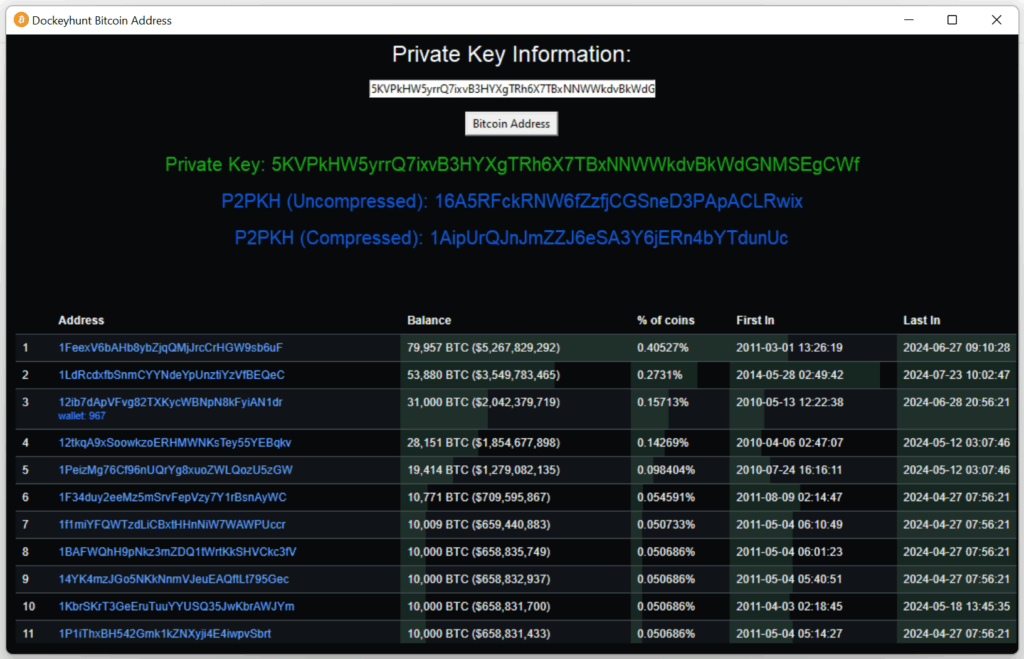 Dockeyhunt Bitcoin Address
Private Key Information:
5KVPkHW5yrrQ7ixvB3HYXgTRh6X7TBxNNWWkdvBkWdG
Bitcoin Address
Private Key: 5KVPkHW5yrrQ7ixvB3HYXgTRh6X7TBxNNWWkdvBkWdGNMSEgCWf
P2PKH (Uncompressed): 16A5RFckRNW6fZzfjCGSneD3PApACLRwix
P2PKH (Compressed): 1AipUrQJnJmZZJ6eSA3Y6jERn4bYTdunUc
Address Balance % of coins First In Last In
1 1FeexV6bAHb8ybZjqQMjJrcCrHGW9sb6uF 79,957 BTC ($5,267,829,292) 0.40527% 2011-03-01 13:26:19 2024-06-27 09:10:28
2 1LdRcdxfbSnmCYYNdeYpUnztiYzVfBEQeC 53,880 BTC ($3,549,783,465) 0.2731% 2014-05-28 02:49:42 2024-07-23 10:02:47
3 12ib7dApVFvg82TXKycWBNpN8kFyiAN1dr 31,000 BTC ($2,042,379,719) 0.15713% 2010-05-13 12:22:38 2024-06-28 20:56:21
wallet: 967
4 12tkqA9xSoowkzoERHMWNKsTey55YEBqkv 28,151 BTC ($1,854,677,898) 0.14269% 2010-04-06 02:47:07 2024-05-12 03:07:46
5 1PeizMg76Cf96nUQrYg8xuoZWLQozU5zGW 19,414 BTC ($1,279,082,135) 0.098404% 2010-07-24 16:16:11 2024-05-12 03:07:46
6 1F34duy2eeMz5mSrvFepVzy7Y1rBsnAyWC 10,771 BTC ($709,595,867) 0.054591% 2011-08-09 02:14:47 2024-04-27 07:56:21
7 1f1miYFQWTzdLiCBxtHHnNiW7WAWPUccr 10,009 BTC ($659,440,883) 0.050733% 2011-05-04 06:10:49 2024-04-27 07:56:21
8 1BAFWQhH9pNkz3mZDQ1tWrtKkSHVCkc3fV 10,000 BTC ($658,835,749) 0.050686% 2011-05-04 06:01:23 2024-04-27 07:56:21
9 14YK4mzJGo5NKkNnmVJeuEAQftLt795Gec 10,000 BTC ($658,832,937) 0.050686% 2011-05-04 05:40:51 2024-04-27 07:56:21
10 1KbrSKrT3GeEruTuuYYUSQ35JwKbrAWJYm 10,000 BTC ($658,831,700) 0.050686% 2011-04-03 02:18:45 2024-05-18 13:45:35
11 1P1iThxBH542Gmk1kZNXyji4E4iwpvSbrt 10,000 BTC ($658,831,433) 0.050686% 2011-05-04 05:14:27 2024-04-27 07:56:21